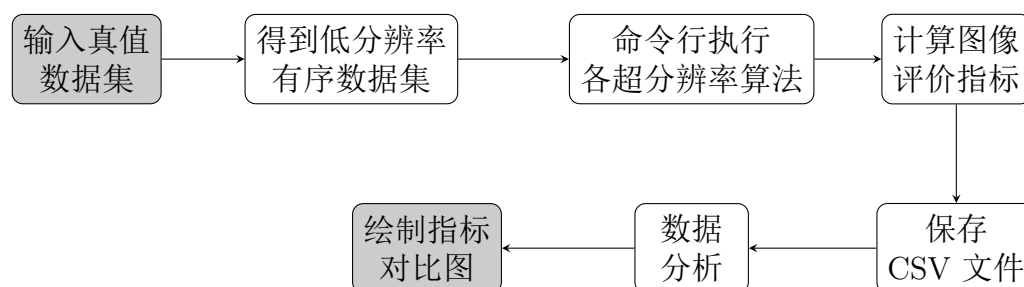 输入真值
数据集
得到低分辨率
有序数据集
命令行执行
各超分辨率算法
计算图像
评价指标
保存
CSV 文件
数据
分析
绘制指标
对比图